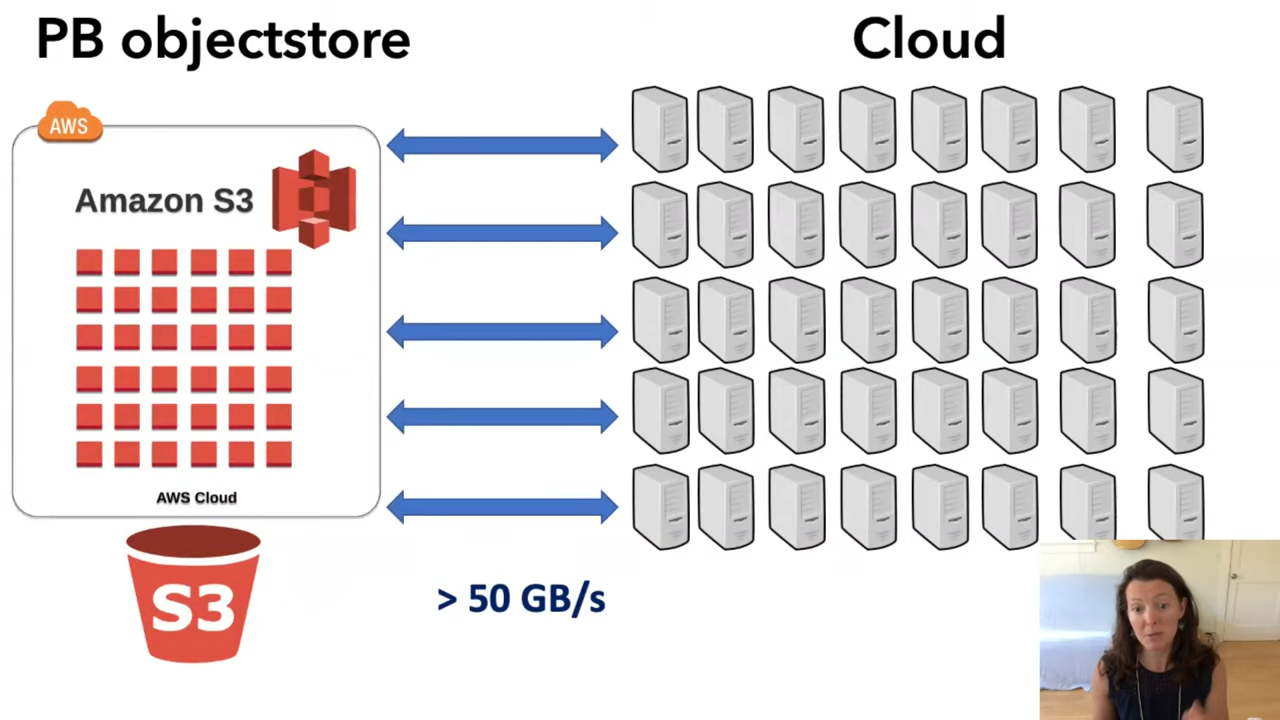 PB objectstore
Cloud
AWS
Amazon S3
AWS Cloud
S3
> 50 GB/s